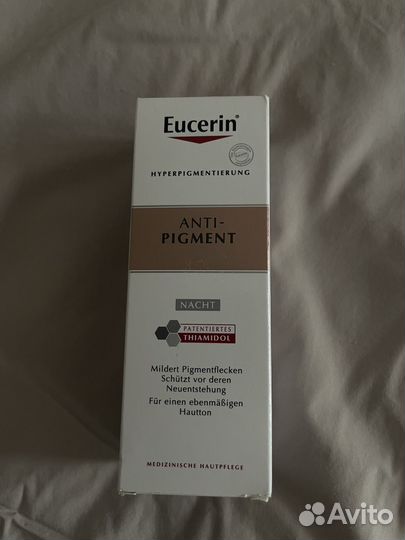 Eucerin®
HYPERPIGMENTIERUNG
ANTI-
PIGMENT
NACHT
PATENTIERTES
THIAMIDOL
Mildert Pigmentflecken
Schützt vor deren
Neuentstehung
Für einen ebenmäßigen
Hautton
MEDIZINISCHE HAUTPFLEGE
Avito